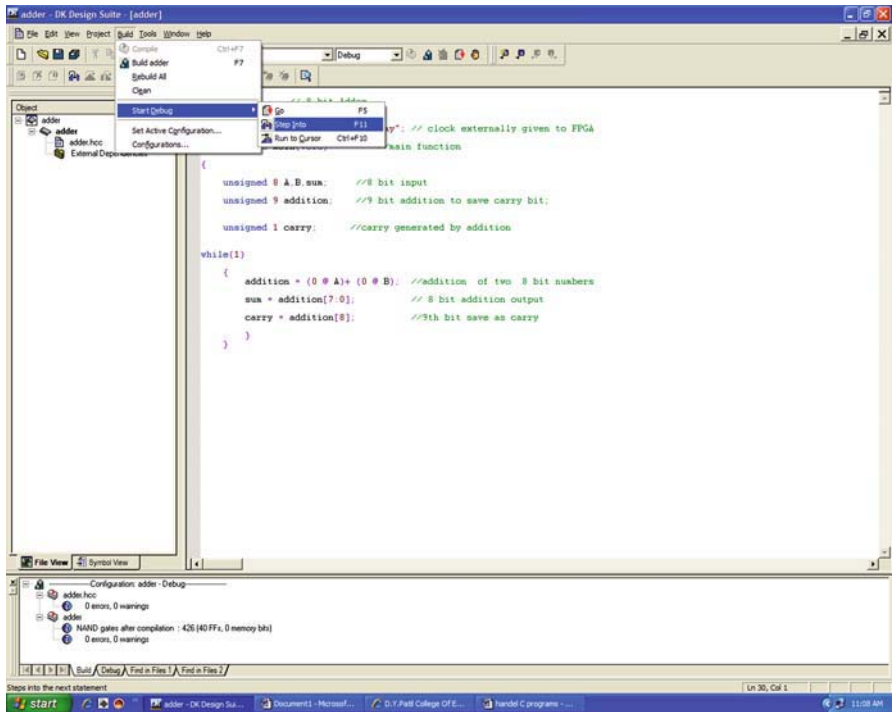 adder - DK Design Suite - [adder]
File Edit View Project Build Tools Window Help
Compile Ctrl+F7
Build adder F7
Rebuild All
Clean
Start Debug
Set Active Configuration...
Configurations...
Go F5
Step Into F11
Run to Cursor Ctrl+F10
Debug
Object
adder
adder
adder.hcc
External Dependencies
// 8 bit Adder
"; // clock externally given to FPGA
main function
{
unsigned 8 A,B,sum; //8 bit input
unsigned 9 addition; //9 bit addition to save carry bit;
unsigned 1 carry; //carry generated by addition
while(1)
{
addition = (0 @ A)+ (0 @ B); //addition of two 8 bit numbers
sum = addition[7:0]; // 8 bit addition output
carry = addition[8]; //9th bit save as carry
}
}
File View Symbol View
Configuration: adder - Debug
adder.hcc
0 errors, 0 warnings
adder
NAND gates after compilation : 426 (40 FFs, 0 memory bits)
0 errors, 0 warnings
Build Debug Find in Files 1 Find in Files 2
Steps into the next statement
Ln 30, Col 1
start
adder - DK Design Sui...
Document1 - Microsof...
D.Y.Patil College Of E...
handel C programs - ...
11:08 AM